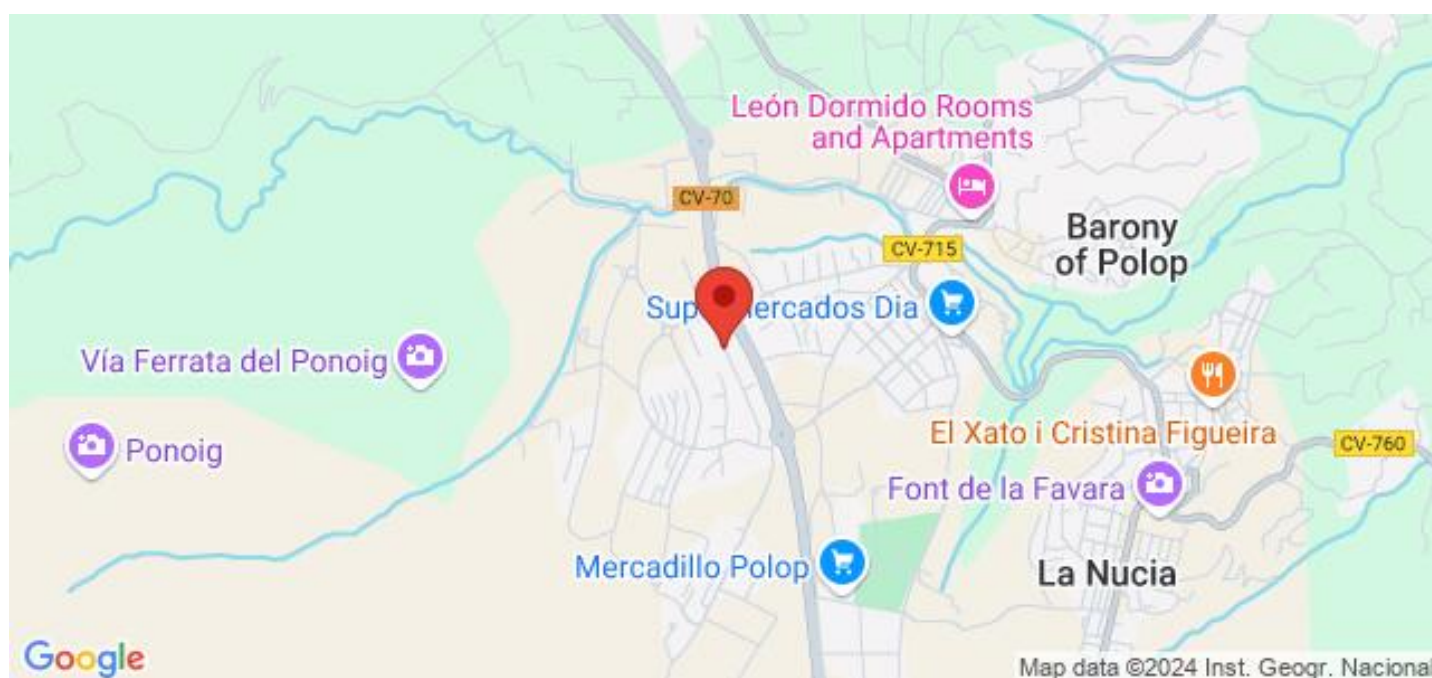 León Dormido Rooms
and Apartments
CV-70
Barony
of Polop
CV-715
Sup
ermercados Dia
Vía Ferrata del Ponoig
Ponoig
El Xato i Cristina Figueira
CV-760
Font de la Favara
Mercadillo Polop
La Nucia
Google
Map data ©2024 Inst. Geogr. Nacional